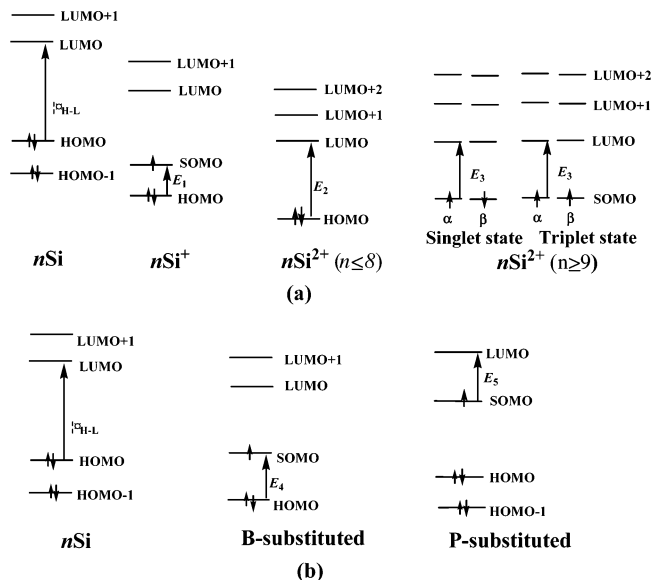 LUMO+1
LUMO
¦¤H-L
HOMO
HOMO-1
nSi
LUMO+1
LUMO
SOMO
E1
HOMO
nSi+
LUMO+2
LUMO+1
LUMO
E2
HOMO
nSi2+ (n≤8)
LUMO+2
LUMO+1
LUMO
E3
E3
SOMO
α β α β
Singlet state Triplet state
nSi2+ (n≥9)
(a)
LUMO+1
LUMO
¦¤H-L
HOMO
HOMO-1
nSi
LUMO+1
LUMO
SOMO
E4
HOMO
B-substituted
LUMO
E5
SOMO
HOMO
HOMO-1
P-substituted
(b)